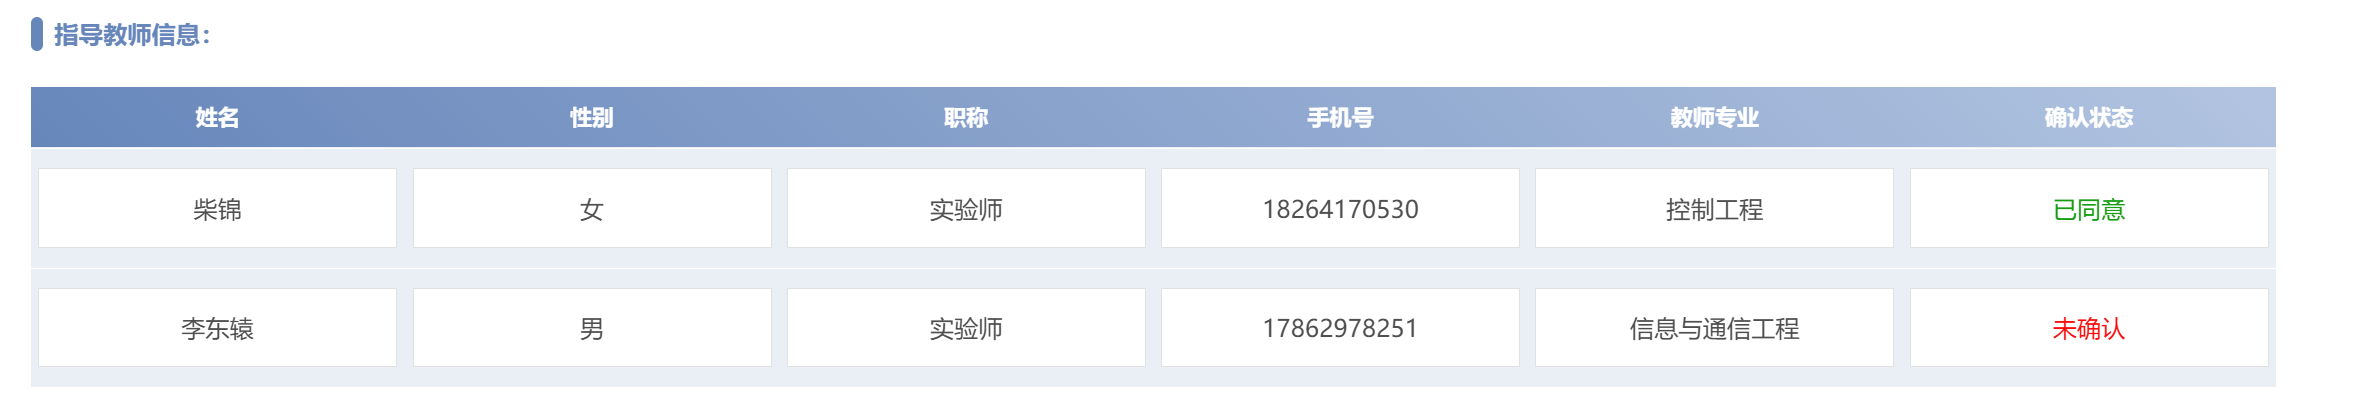 指导教师信息：
姓名 性别 职称 手机号 教师专业 确认状态
柴锦 女 实验师 18264170530 控制工程 已同意
李东辕 男 实验师 17862978251 信息与通信工程 未确认